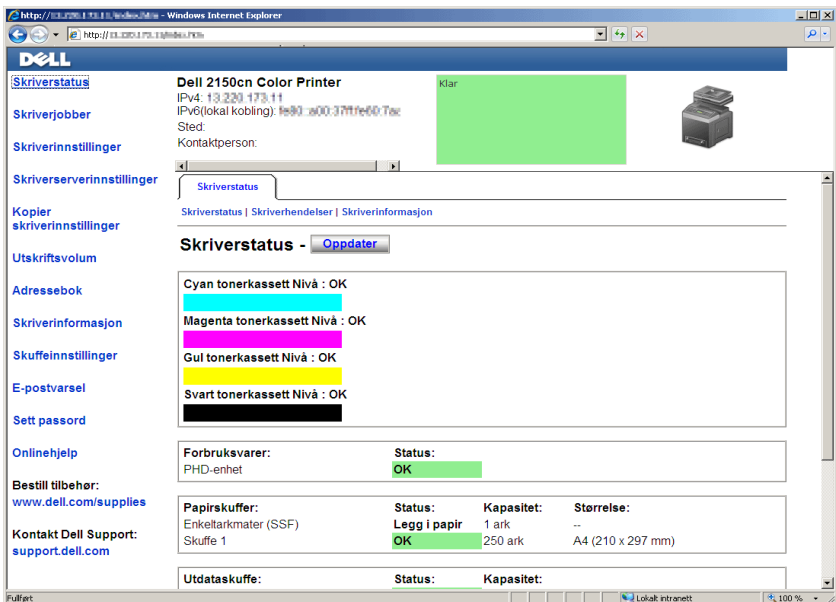 http:// - Windows Internet Explorer
http://
DELL
Skriverstatus
Skriverjobber
Skriverinnstillinger
Skriverserverinnstillinger
Kopier
skriverinnstillinger
Utskriftsvolum
Adressebok
Skriverinformasjon
Skuffeinnstillinger
E-postvarsel
Sett passord
Onlinehjelp
Bestill tilbehør:
www.dell.com/supplies
Kontakt Dell Support:
support.dell.com
Dell 2150cn Color Printer
IPv4: 13.220.173.11
IPv6(lokal kobling):
Sted:
Kontaktperson:
Klar
Skriverstatus
Skriverstatus | Skriverhendelser | Skriverinformasjon
Skriverstatus - Oppdater
Cyan tonerkassett Nivå : OK
Magenta tonerkassett Nivå : OK
Gul tonerkassett Nivå : OK
Svart tonerkassett Nivå : OK
Forbruksvarer: Status:
PHD-enhet OK
Papirskuffer: Status: Kapasitet: Størrelse:
Enkeltarkmater (SSF) Legg i papir 1 ark --
Skuffe 1 OK 250 ark A4 (210 x 297 mm)
Utdataskuffe: Status: Kapasitet:
Fullført Lokalt intranett 100 %